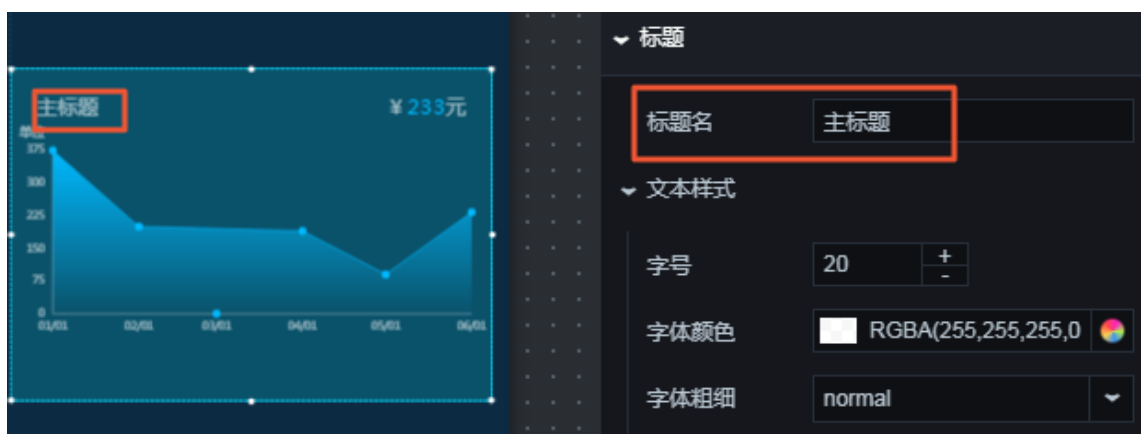 主标题
¥233元
单位
375
300
225
150
75
0
01/01 02/01 03/01 04/01 05/01 06/01
标题
标题名 主标题
文本样式
字号 20 + -
字体颜色 RGBA(255,255,255,0
字体粗细 normal